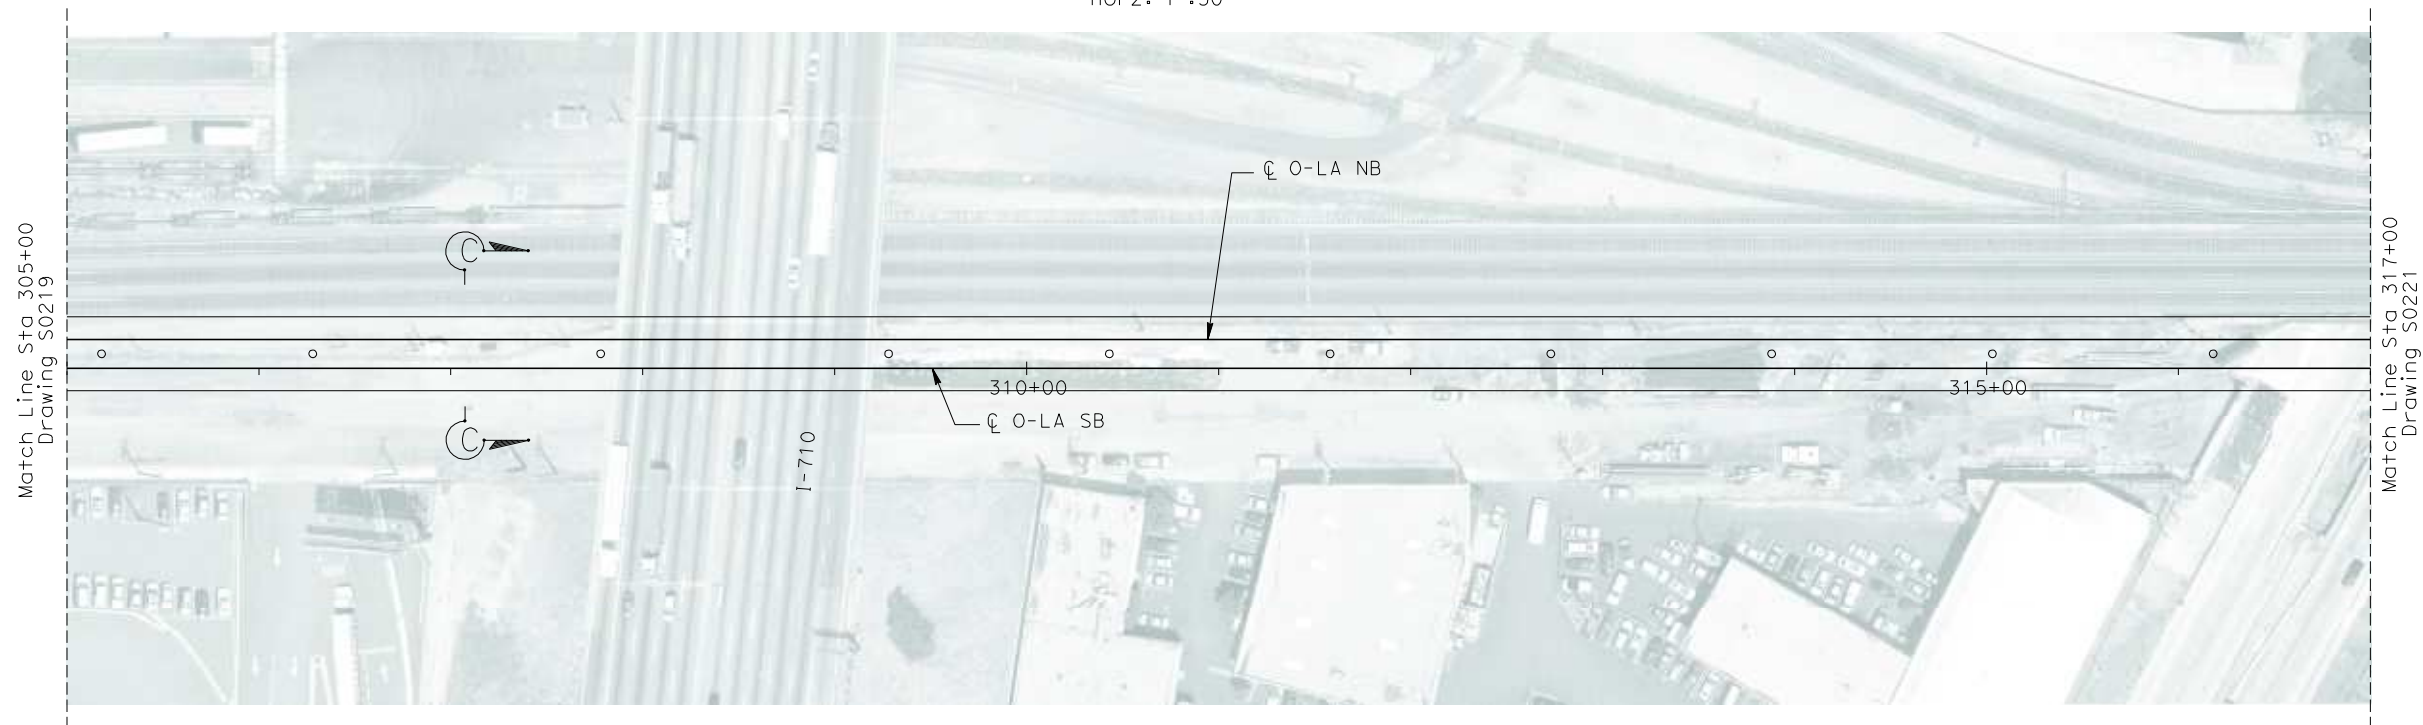 Match Line Sta 305+00
Drawing S0219
℄ O-LA NB
C
310+00
315+00
℄ O-LA SB
C
I-710
Match Line Sta 317+00
Drawing S0221